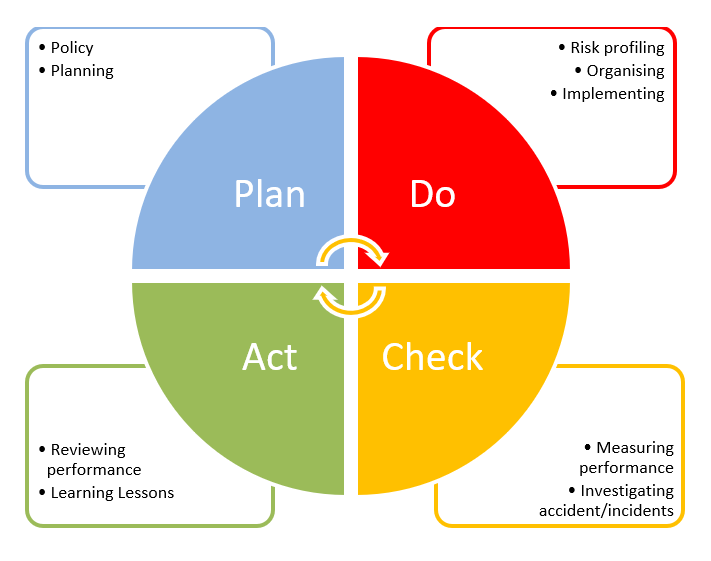 • Policy
• Planning
• Risk profiling
• Organising
• Implementing
Plan
Do
Act
Check
• Reviewing
performance
• Learning Lessons
• Measuring
performance
• Investigating
accident/incidents